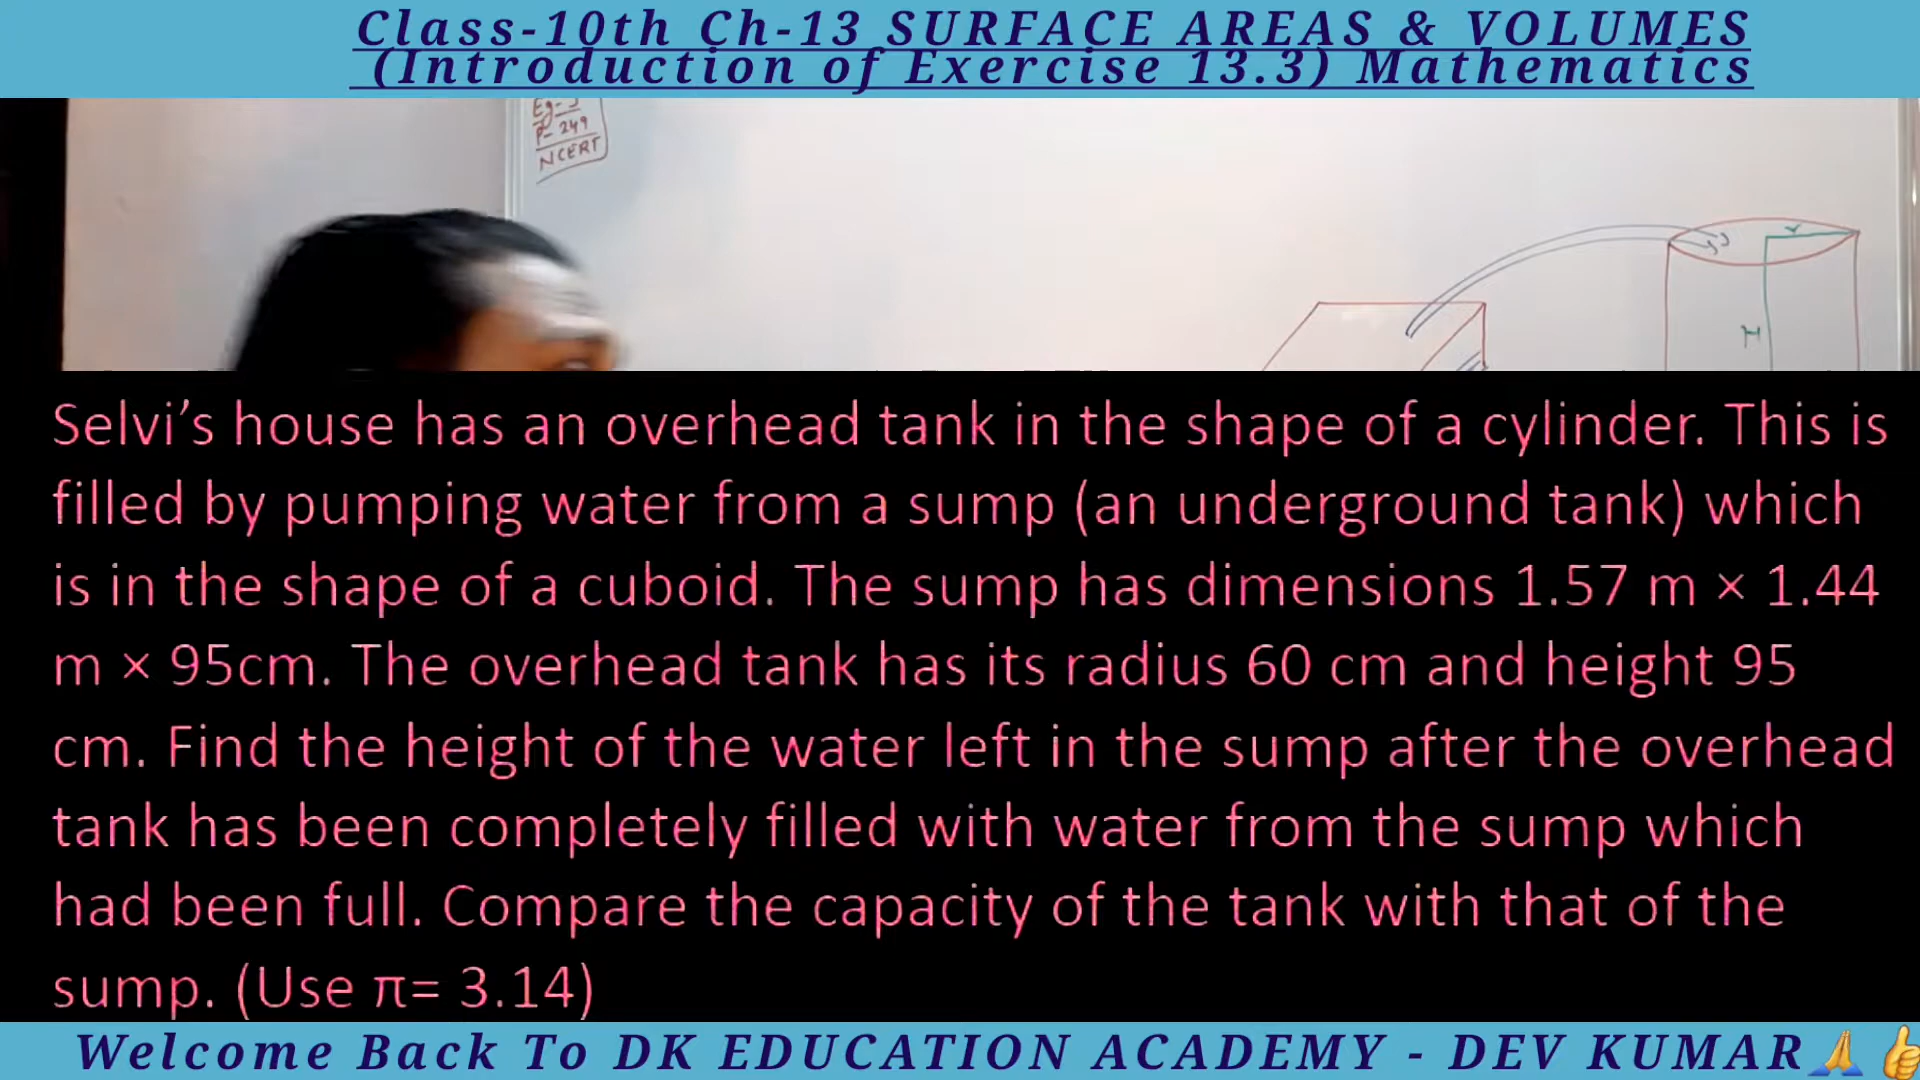 Class-10th Ch-13 SURFACE AREAS & VOLUMES
(Introduction of Exercise 13.3) Mathematics
Eg-3
P-249
NCERT
r
H
Selvi’s house has an overhead tank in the shape of a cylinder. This is
filled by pumping water from a sump (an underground tank) which
is in the shape of a cuboid. The sump has dimensions 1.57 m × 1.44
m × 95cm. The overhead tank has its radius 60 cm and height 95
cm. Find the height of the water left in the sump after the overhead
tank has been completely filled with water from the sump which
had been full. Compare the capacity of the tank with that of the
sump. (Use π= 3.14)
Welcome Back To DK EDUCATION ACADEMY - DEV KUMAR🙏👍